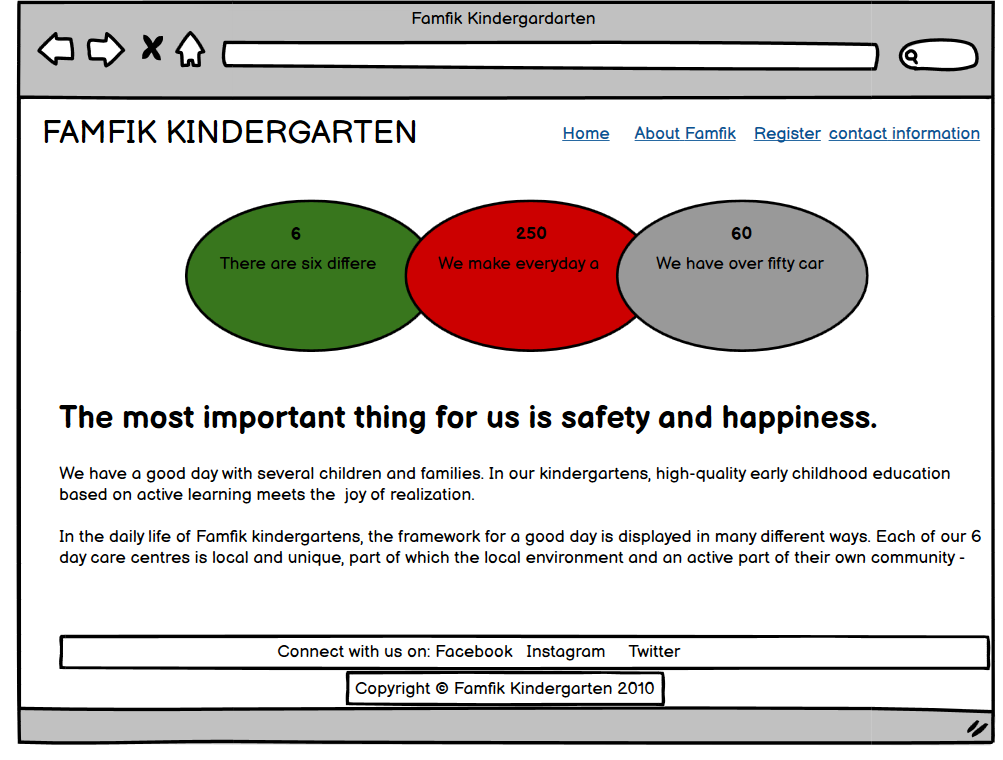 Famfik Kindergardarten
FAMFIK KINDERGARTEN
Home About Famfik Register contact information
6
There are six differe
250
We make everyday a
60
We have over fifty car
The most important thing for us is safety and happiness.
We have a good day with several children and families. In our kindergartens, high-quality early childhood education
based on active learning meets the joy of realization.
In the daily life of Famfik kindergartens, the framework for a good day is displayed in many different ways. Each of our 6
day care centres is local and unique, part of which the local environment and an active part of their own community -
Connect with us on: Facebook Instagram Twitter
Copyright © Famfik Kindergarten 2010